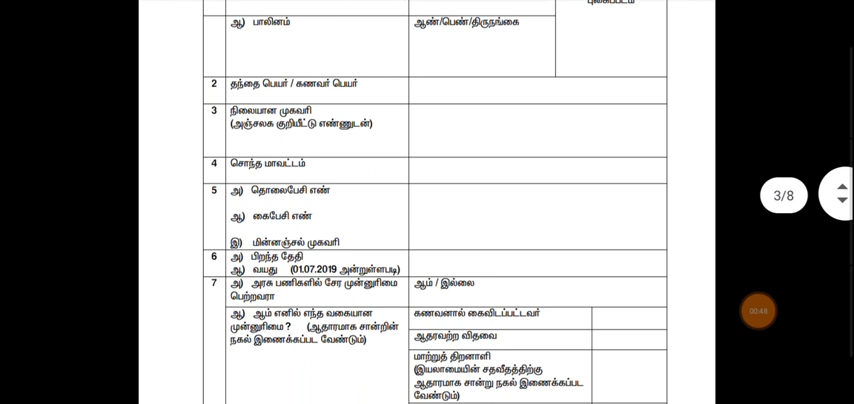 புகைப்படம்
ஆ) பாலினம்
ஆண்/பெண்/திருநங்கை
2 தந்தை பெயர் / கணவர் பெயர்
3 நிலையான முகவரி
(அஞ்சலக குறியீட்டு எண்ணுடன்)
4 சொந்த மாவட்டம்
5 அ) தொலைபேசி எண்
ஆ) கைபேசி எண்
இ) மின்னஞ்சல் முகவரி
6 அ) பிறந்த தேதி
ஆ) வயது (01.07.2019 அன்றுள்ளபடி)
7 அ) அரசு பணிகளில் சேர முன்னுரிமை
பெற்றவரா
ஆம் / இல்லை
ஆ) ஆம் எனில் எந்த வகையான
முன்னுரிமை ? (ஆதாரமாக சான்றின்
நகல் இணைக்கப்பட வேண்டும்)
கணவனால் கைவிடப்பட்டவர்
ஆதரவற்ற விதவை
மாற்றுத் திறனாளி
(இயலாமையின் சதவீதத்திற்கு
ஆதாரமாக சான்று நகல் இணைக்கப்பட
வேண்டும்)
3/8
00:48